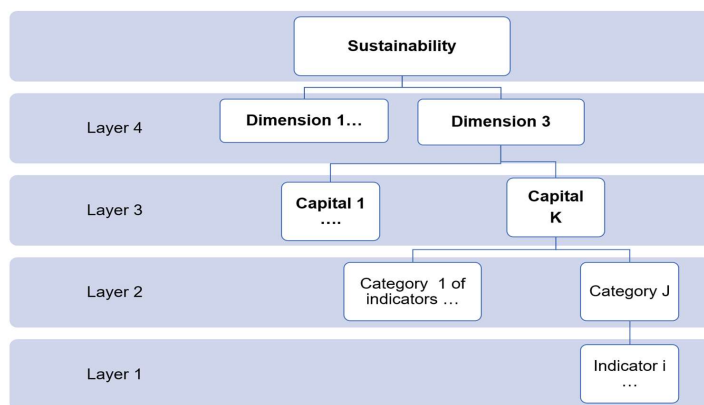 Sustainability
Layer 4
Dimension 1…
Dimension 3
Layer 3
Capital 1
….
Capital
K
Layer 2
Category 1 of
indicators …
Category J
Layer 1
Indicator i
…